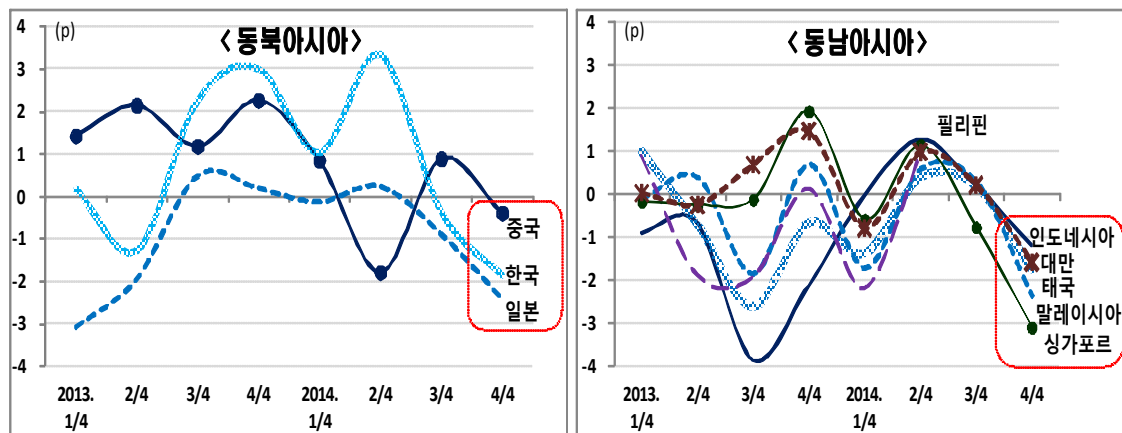 (p)
< 동북아시아>
4
3
2
1
0
-1
-2
-3
-4
중국
한국
일본
2013. 2/4 3/4 4/4 2014. 2/4 3/4 4/4
1/4 1/4
(p)
< 동남아시아>
4
3
2
1
0
-1
-2
-3
-4
필리핀
인도네시아
대만
태국
말레이시아
싱가포르
2013. 2/4 3/4 4/4 2014. 2/4 3/4 4/4
1/4 1/4